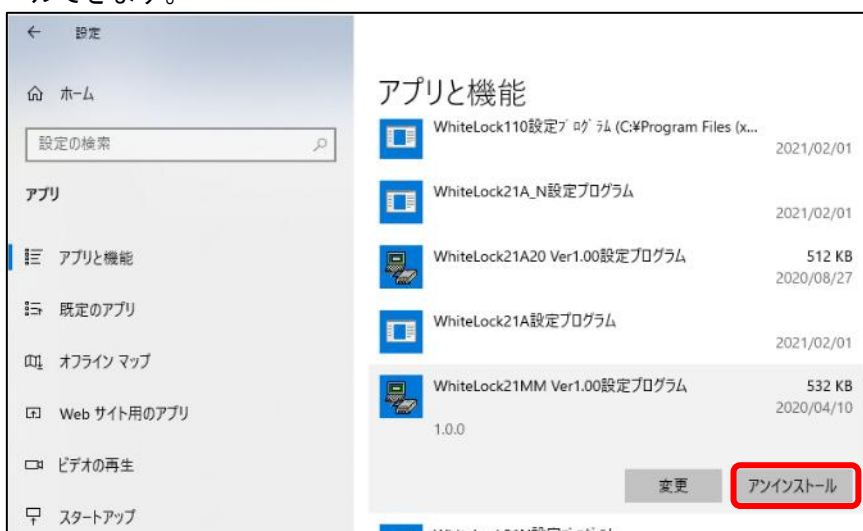 ルできます。
← 設定
ホーム
設定の検索
アプリ
アプリと機能
既定のアプリ
オフライン マップ
Web サイト用のアプリ
ビデオの再生
スタートアップ
アプリと機能
WhiteLock110設定ﾌﾟﾛｸﾞﾗﾑ (C:¥Program Files (x...
2021/02/01
WhiteLock21A_N設定プログラム
2021/02/01
WhiteLock21A20 Ver1.00設定プログラム 512 KB
2020/08/27
WhiteLock21A設定プログラム
2021/02/01
WhiteLock21MM Ver1.00設定プログラム 532 KB
2020/04/10
1.0.0
変更 アンインストール